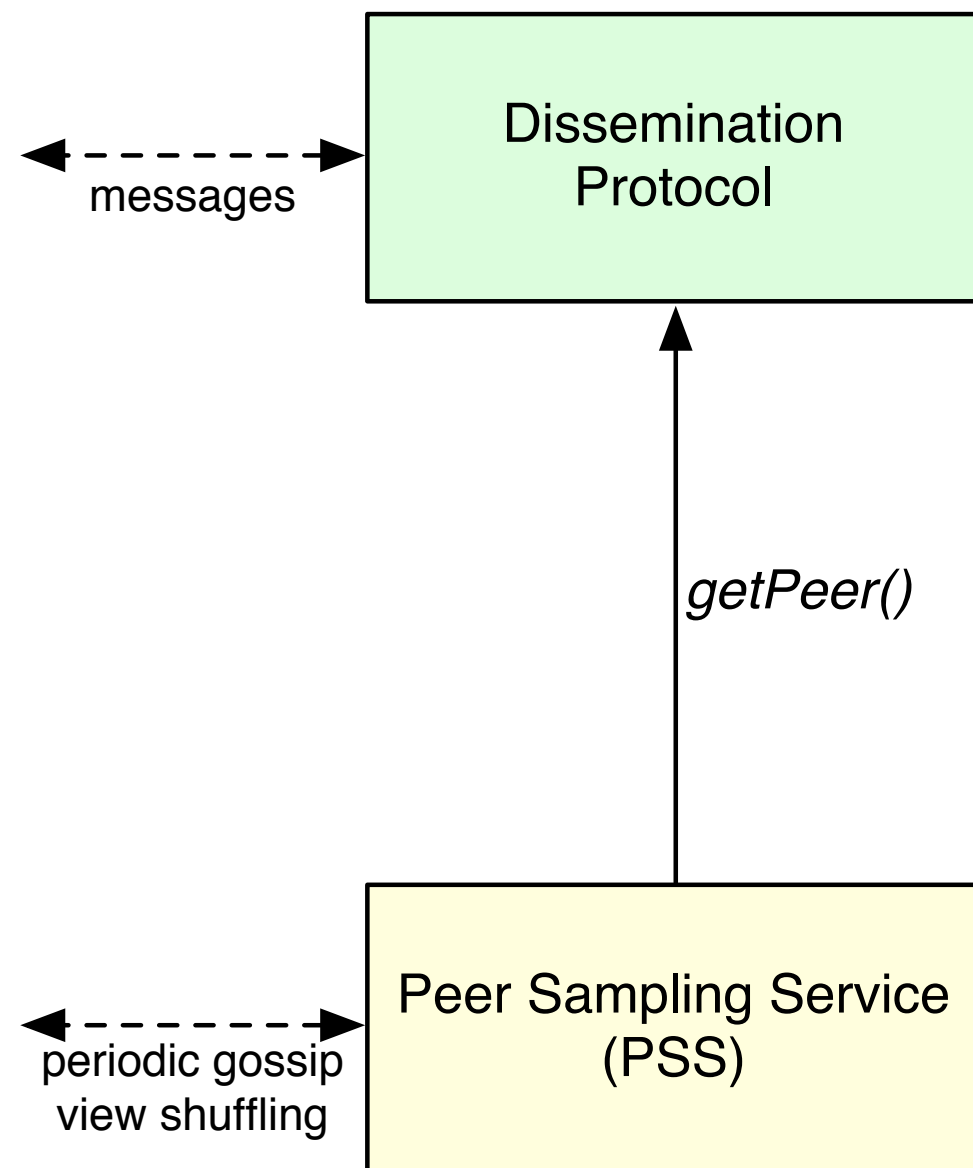 Dissemination
Protocol
messages
getPeer()
Peer Sampling Service
(PSS)
periodic gossip
view shuffling